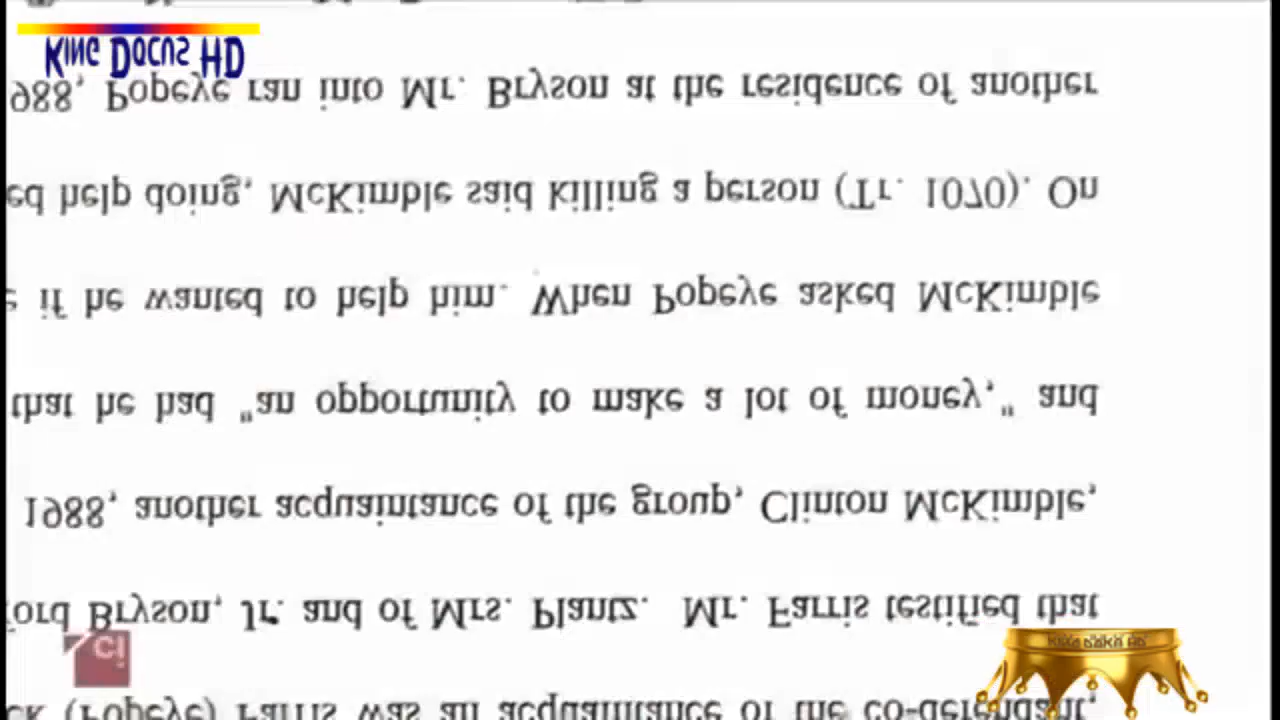 ck (Popeye) Farris was an acquaintance of the co-defendant,
ford Bryson, Jr. and of Mrs. Plantz. Mr. Farris testified that
1988, another acquaintance of the group, Clinton McKimble,
that he had "an opportunity to make a lot of money," and
e if he wanted to help him. When Popeye asked McKimble
ed help doing, McKimble said killing a person (Tr. 1070). On
988, Popeye ran into Mr. Bryson at the residence of another
King Docus HD
ci